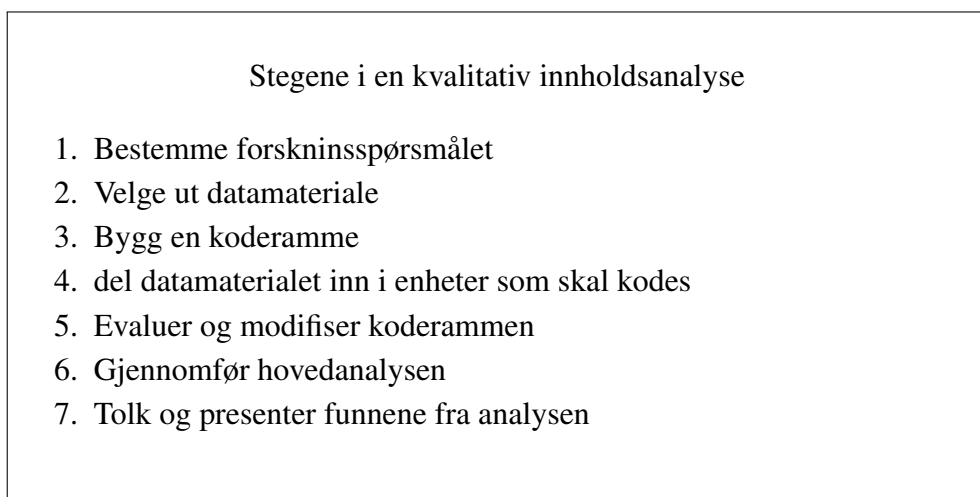 Stegene i en kvalitativ innholdsanalyse
1. Bestemme forskninsspørsmålet
2. Velge ut datamateriale
3. Bygg en koderamme
4. del datamaterialet inn i enheter som skal kodes
5. Evaluer og modifiser koderammen
6. Gjennomfør hovedanalysen
7. Tolk og presenter funnene fra analysen